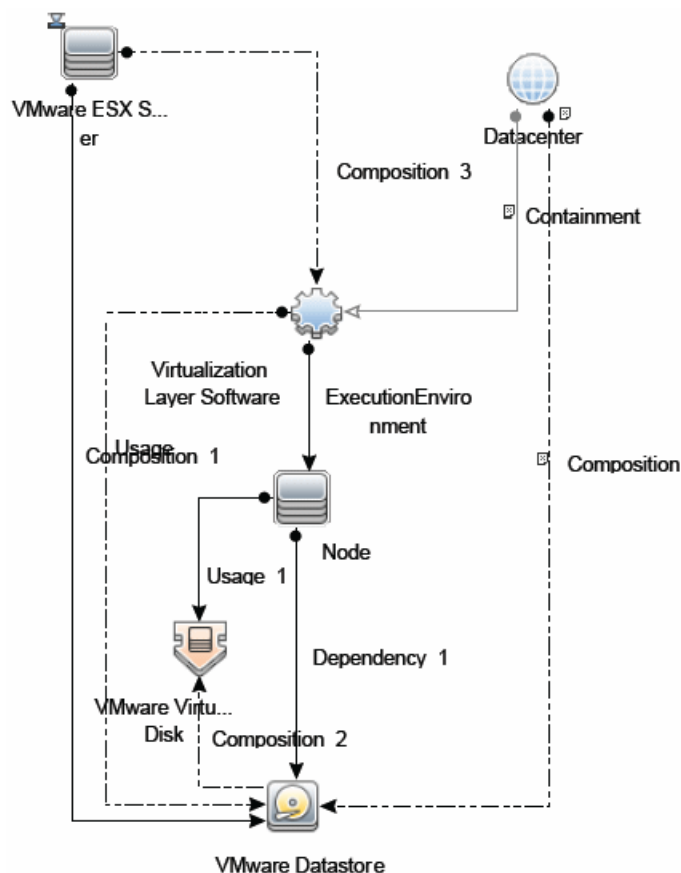 VMware ESX S...
er
Datacenter
Composition 3
Containment
Virtualization
Layer Software
ExecutionEnviro
nment
Usage
Composition 1
Composition
Node
Usage 1
Dependency 1
VMware Virtu...
Disk
Composition 2
VMware Datastore